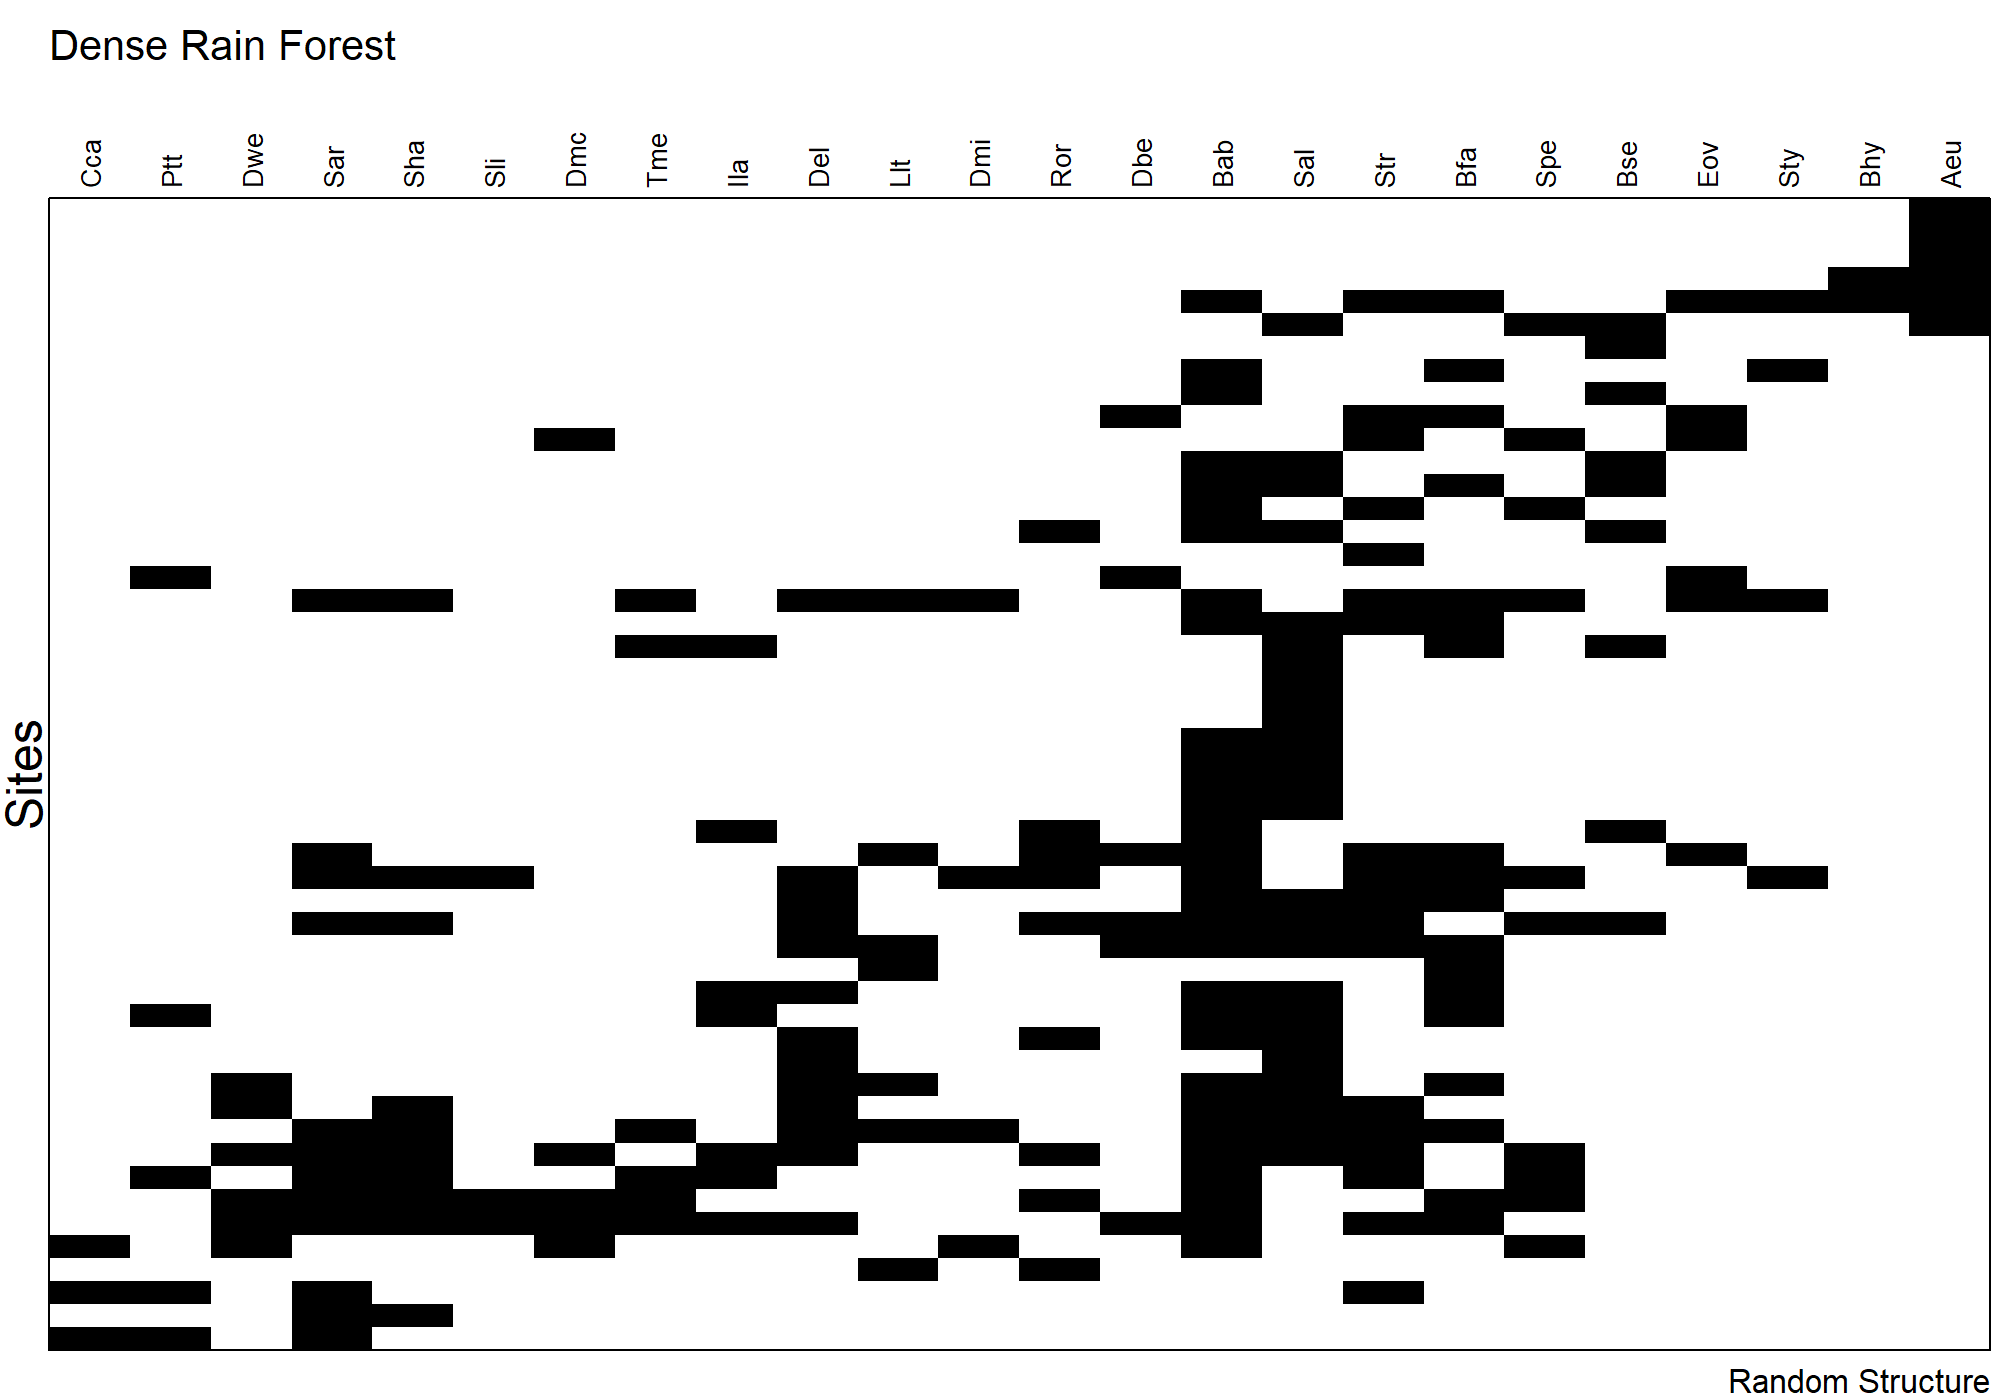 Dense Rain Forest
Cca Ptt Dwe Sar Sha Sli Dmc Tme Ila Del Llt Dmi Ror Dbe Bab Sal Str Bfa Spe Bse Eov Sty Bhy Aeu
Sites
Random Structure